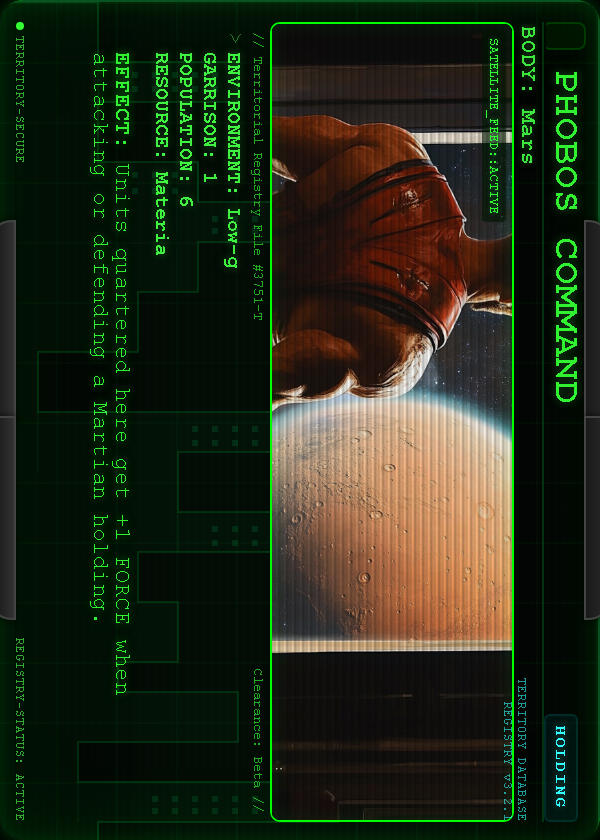 PHOBOS COMMAND
HOLDING
BODY: Mars
TERRITORY DATABASE
REGISTRY v3.2.1
SATELLITE_FEED::ACTIVE
// Territorial Registry File #3751-T
Clearance: Beta //
> ENVIRONMENT: Low-g
GARRISON: 1
POPULATION: 6
RESOURCE: Materia
EFFECT: Units quartered here get +1 FORCE when
attacking or defending a Martian holding.
● TERRITORY-SECURE
REGISTRY-STATUS: ACTIVE